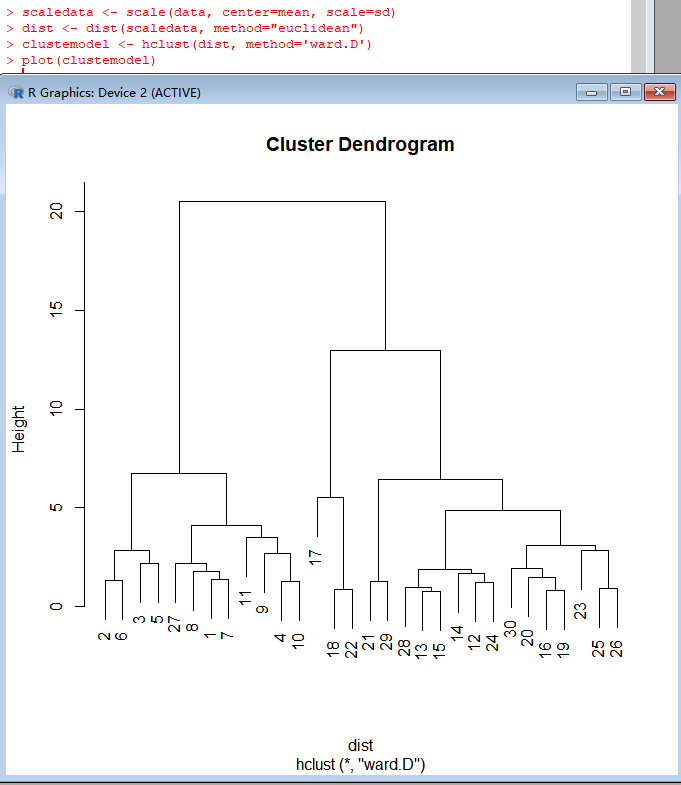 > scaledata <- scale(data, center=mean, scale=sd)
> dist <- dist(scaledata, method="euclidean")
> clustemodel <- hclust(dist, method='ward.D')
> plot(clustemodel)
R Graphics: Device 2 (ACTIVE)
Cluster Dendrogram
Height
20
15
10
5
0
2 6 3 5 27 8 1 7 11 9 4 10 17 18 22 21 29 28 13 15 14 12 24 30 20 16 19 23 25 26
dist
hclust (*, "ward.D")